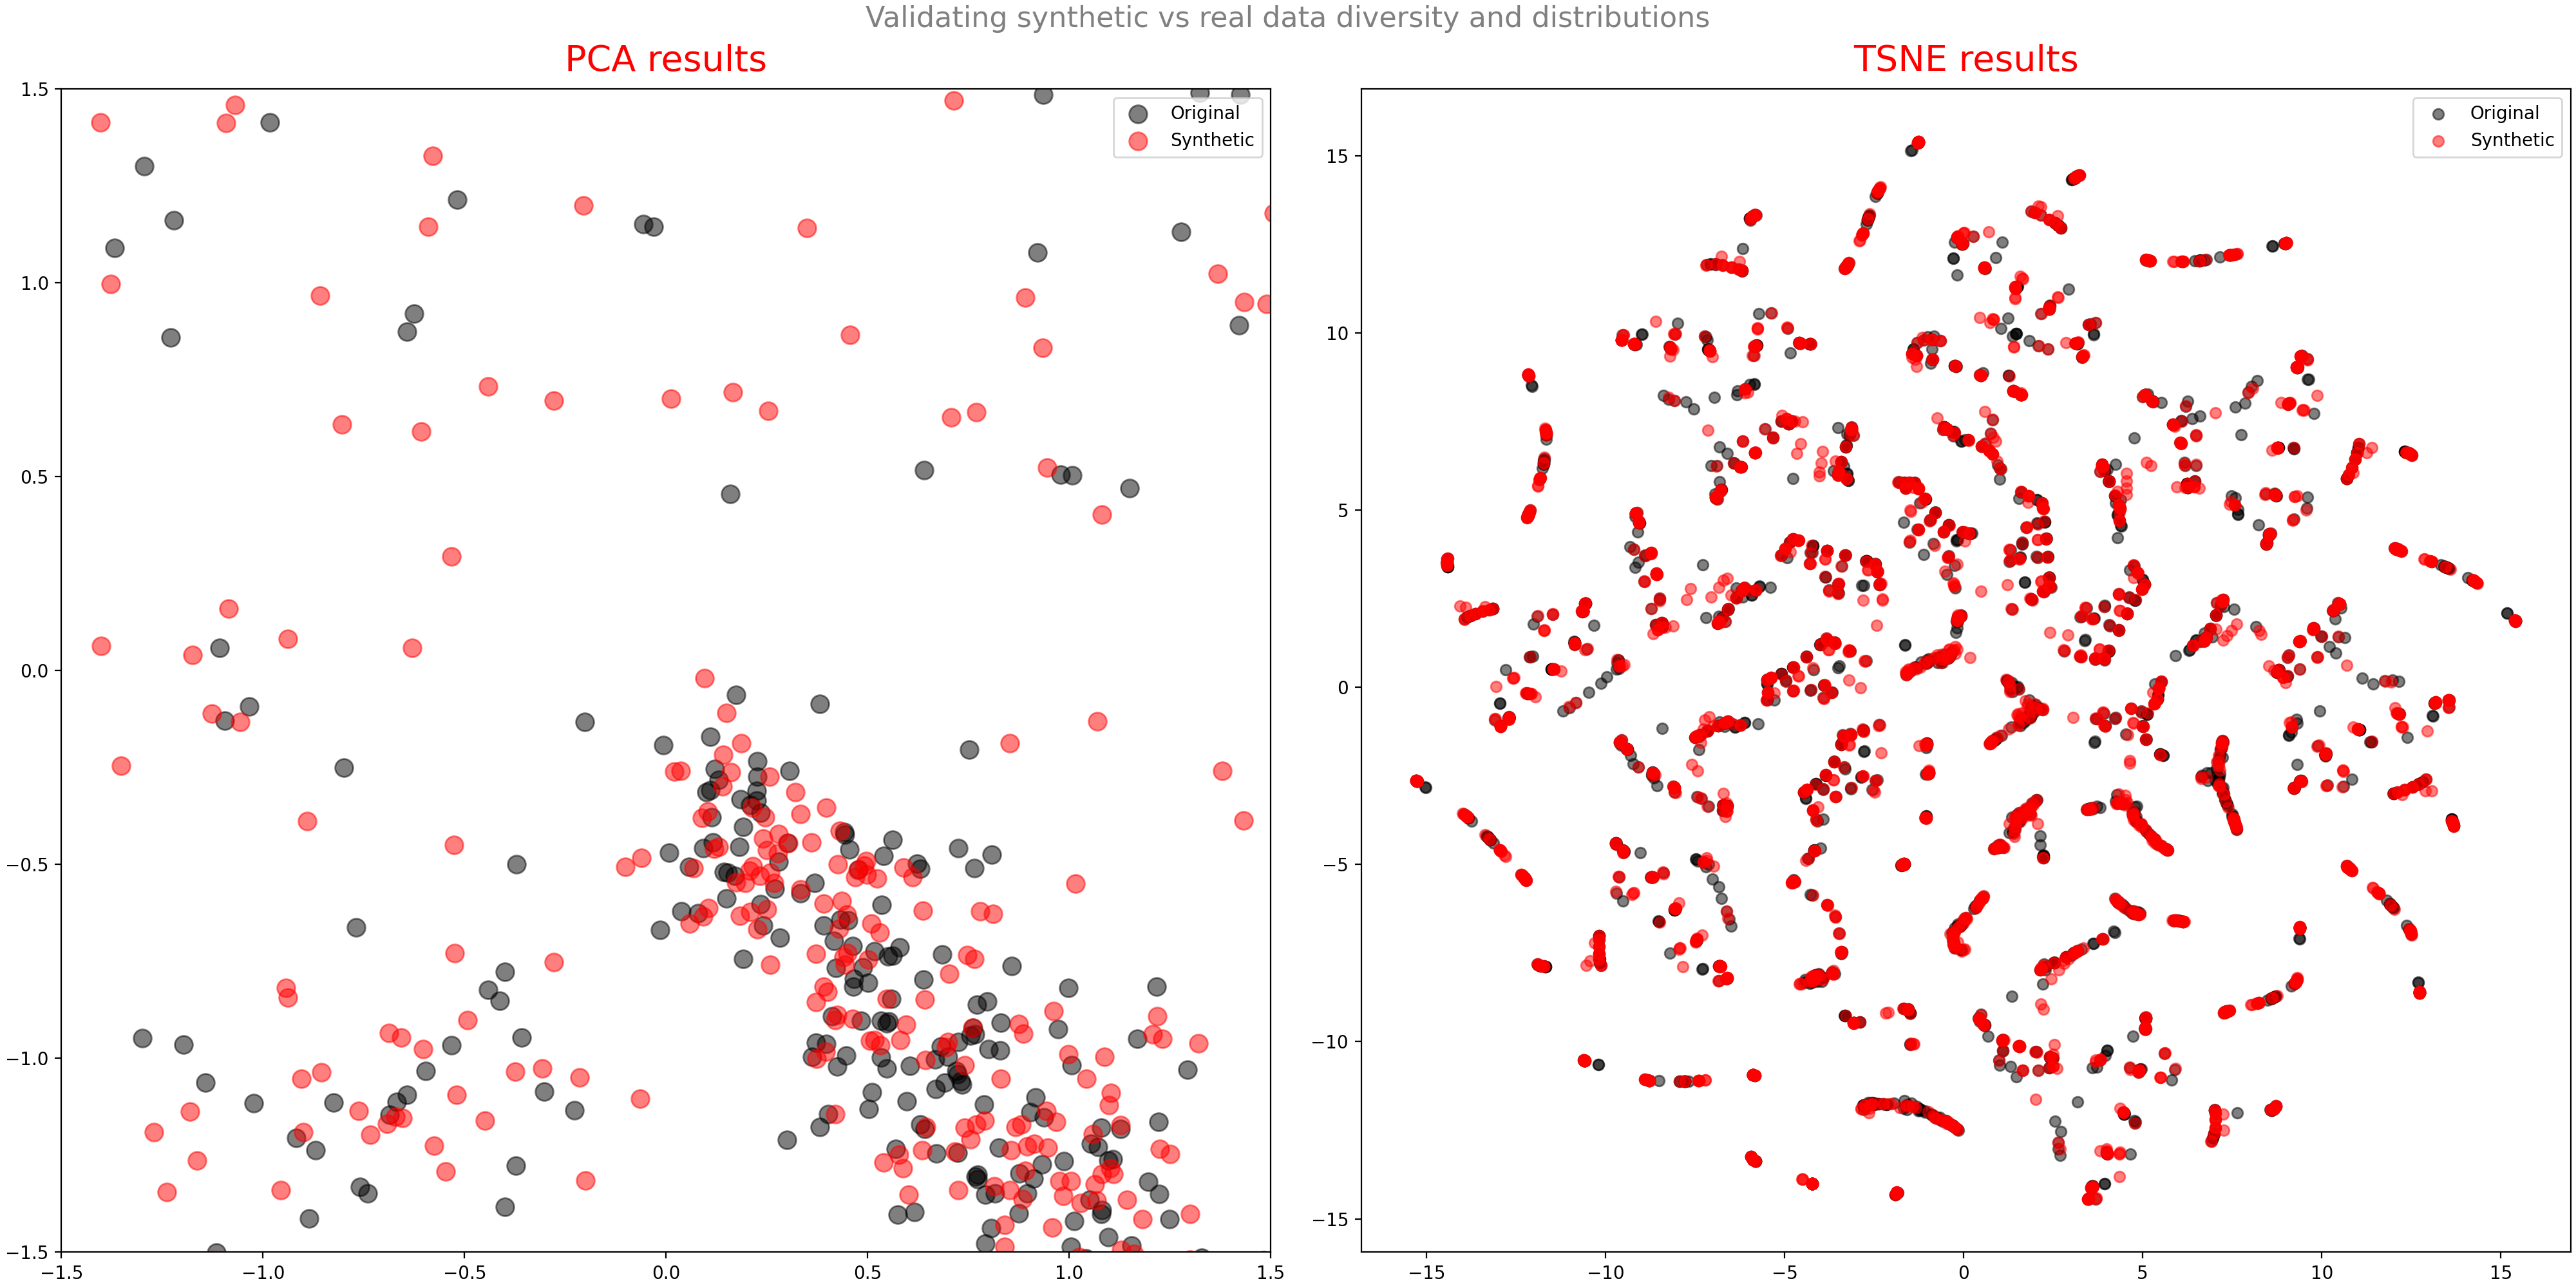 Validating synthetic vs real data diversity and distributions
PCA results
TSNE results
Original
Synthetic
1.5
1.0
0.5
0.0
−0.5
−1.0
−1.5
−1.5 −1.0 −0.5 0.0 0.5 1.0 1.5
Original
Synthetic
15
10
5
0
−5
−10
−15
−15 −10 −5 0 5 10 15